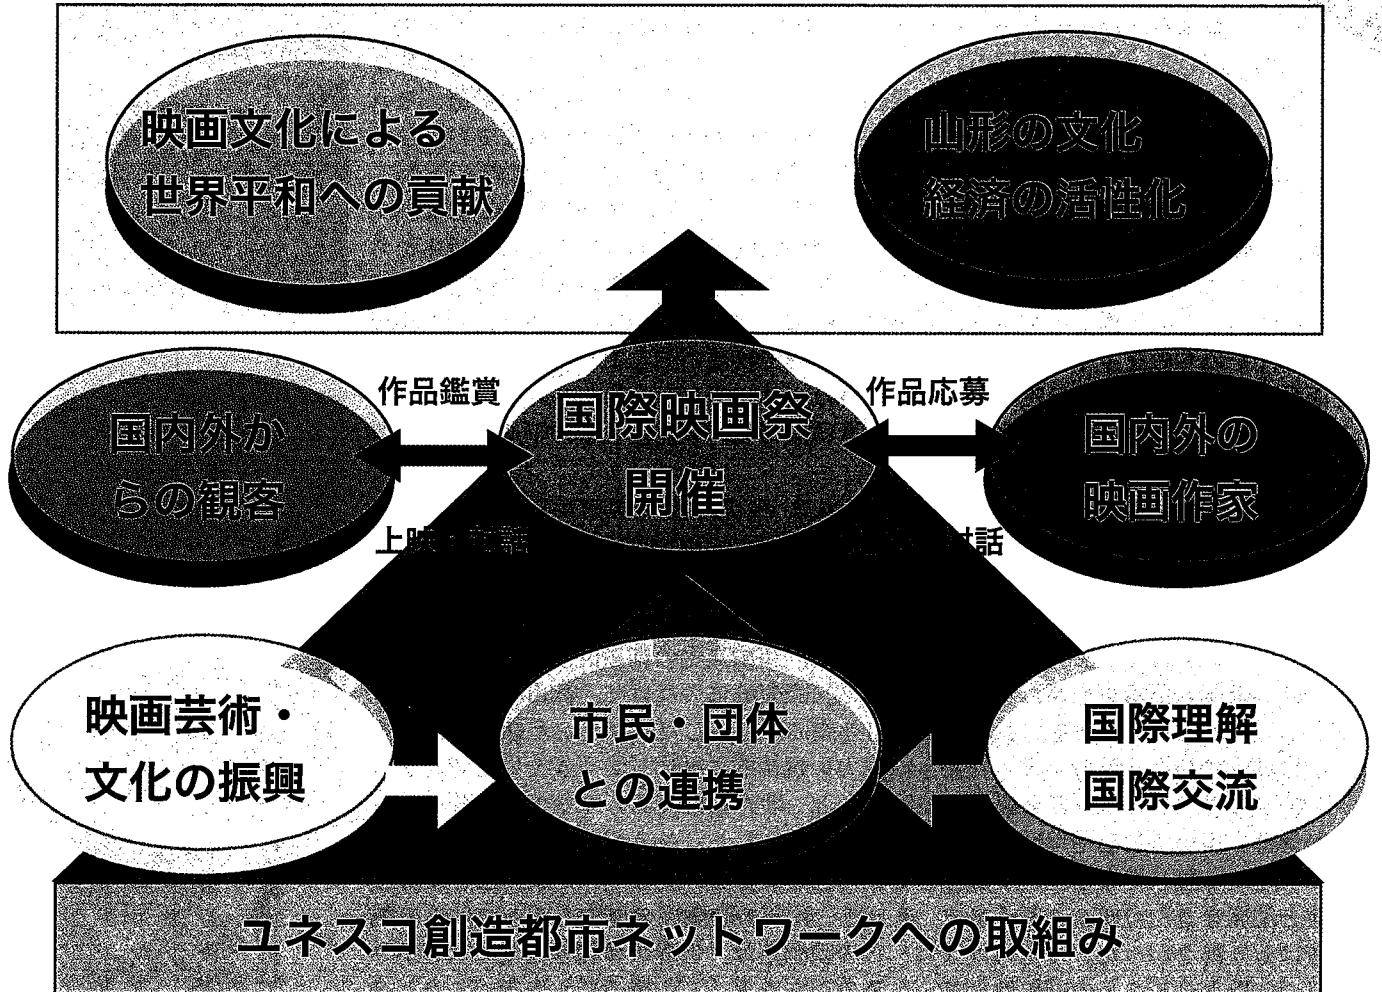 映画文化による
世界平和への貢献
山形の文化
経済の活性化
作品鑑賞
作品応募
国内外か
らの観客
国際映画祭
開催
国内外の
映画作家
上映
対話
映画芸術・
文化の振興
市民・団体
との連携
国際理解
国際交流
ユネスコ創造都市ネットワークへの取組み